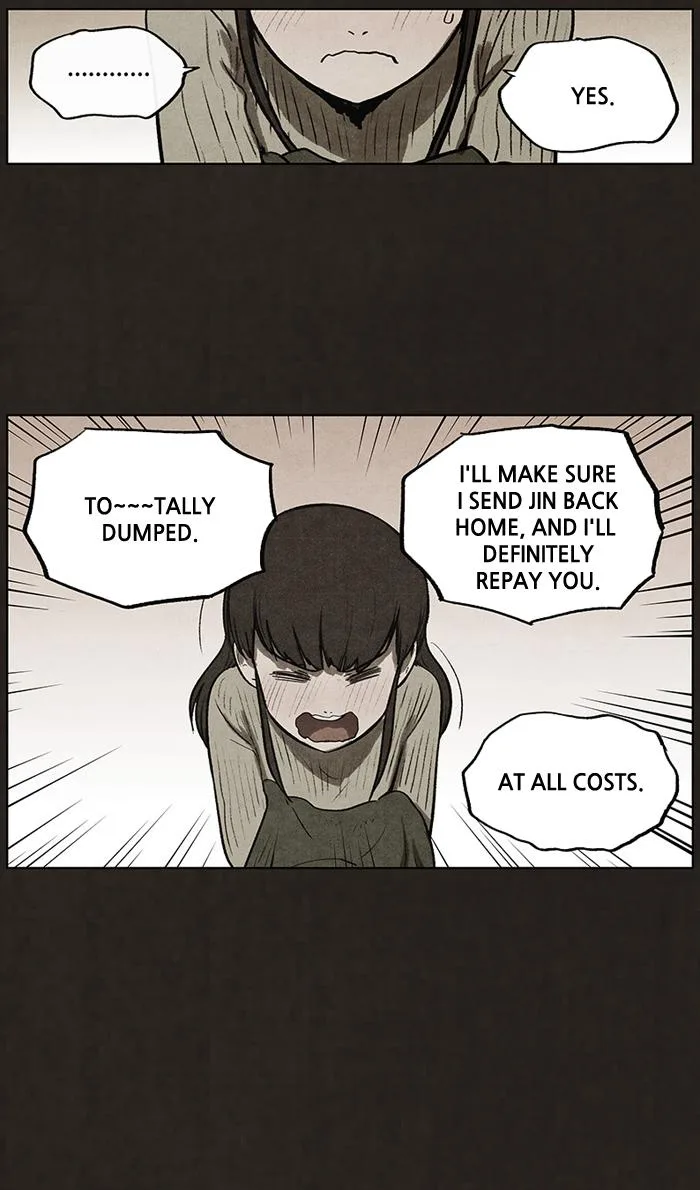 .............
YES.
TO~~~TALLY
DUMPED.
I'LL MAKE SURE
I SEND JIN BACK
HOME, AND I'LL
DEFINITELY
REPAY YOU.
AT ALL COSTS.